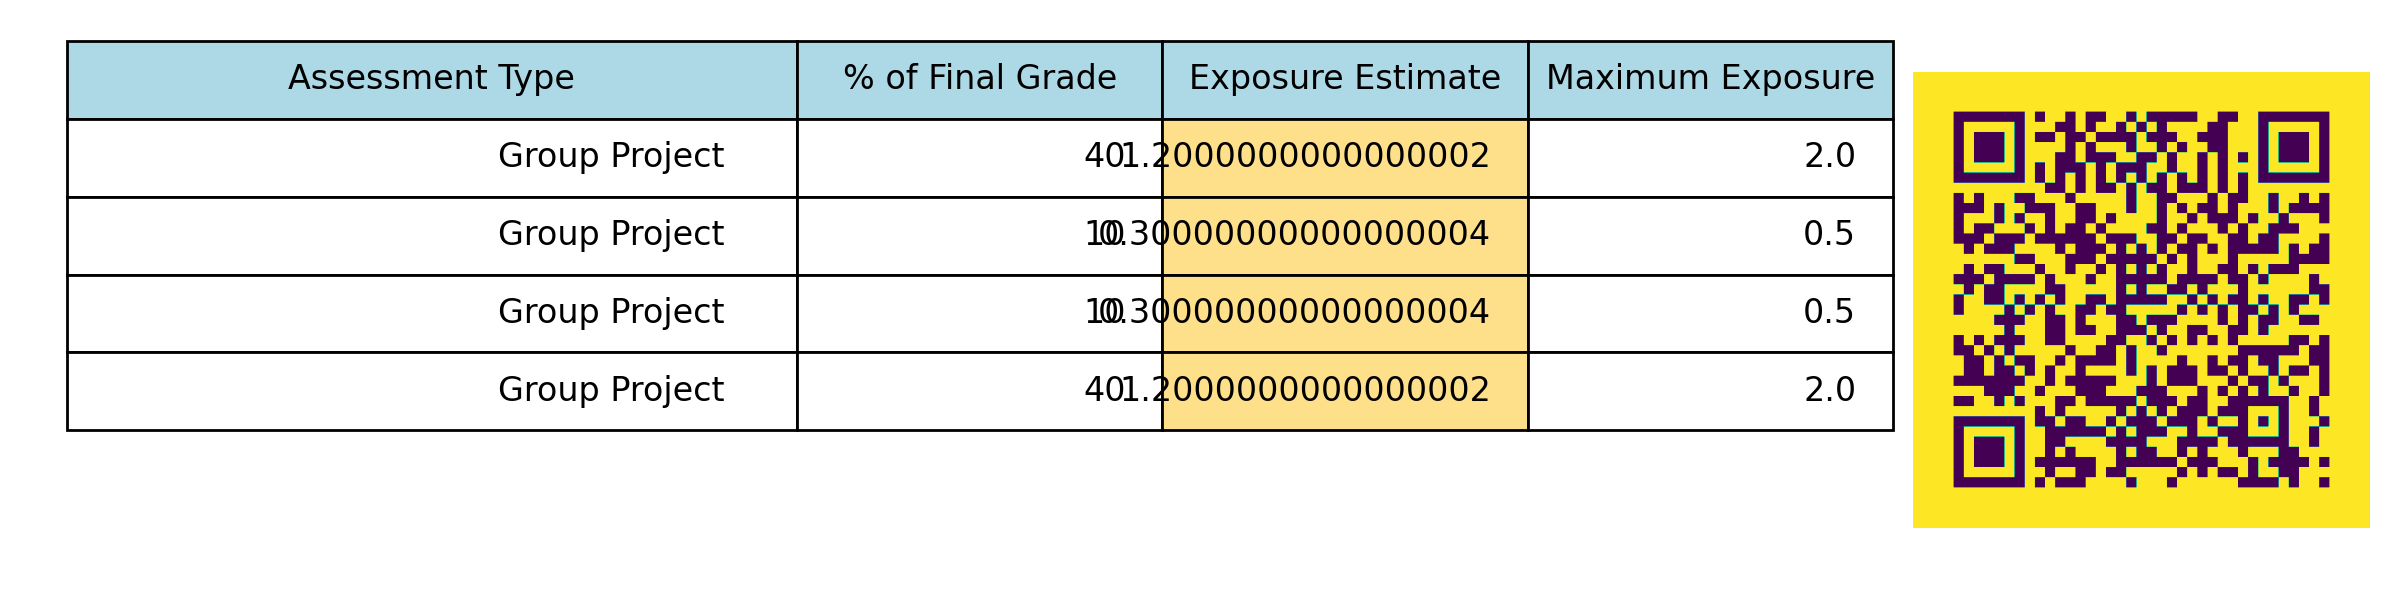 Assessment Type % of Final Grade Exposure Estimate Maximum Exposure
Group Project 40 1.2000000000000002 2.0
Group Project 10 0.30000000000000004 0.5
Group Project 10 0.30000000000000004 0.5
Group Project 40 1.2000000000000002 2.0